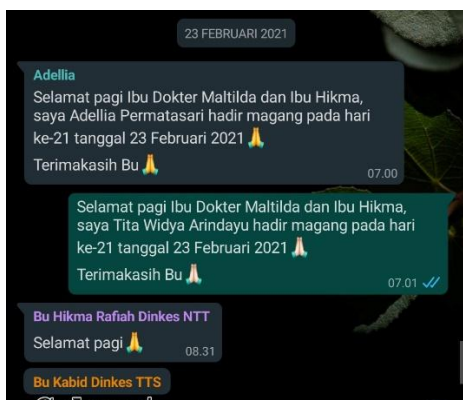 23 FEBRUARI 2021
Adellia
Selamat pagi Ibu Dokter Maltilda dan Ibu Hikma,
saya Adellia Permatasari hadir magang pada hari
ke-21 tanggal 23 Februari 2021🙏
Terimakasih Bu🙏
07.00
Selamat pagi Ibu Dokter Maltilda dan Ibu Hikma,
saya Tita Widya Arindayu hadir magang pada hari
ke-21 tanggal 23 Februari 2021🙏🏻
Terimakasih Bu🙏🏻
07.01
Bu Hikma Rafiah Dinkes NTT
Selamat pagi🙏
08.31
Bu Kabid Dinkes TTS